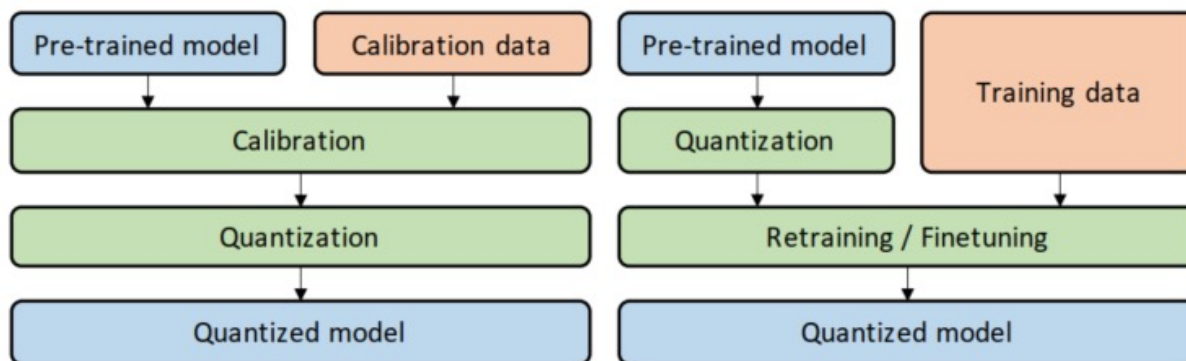 Pre-trained model
Calibration data
Calibration
Quantization
Quantized model
Pre-trained model
Training data
Quantization
Retraining / Finetuning
Quantized model